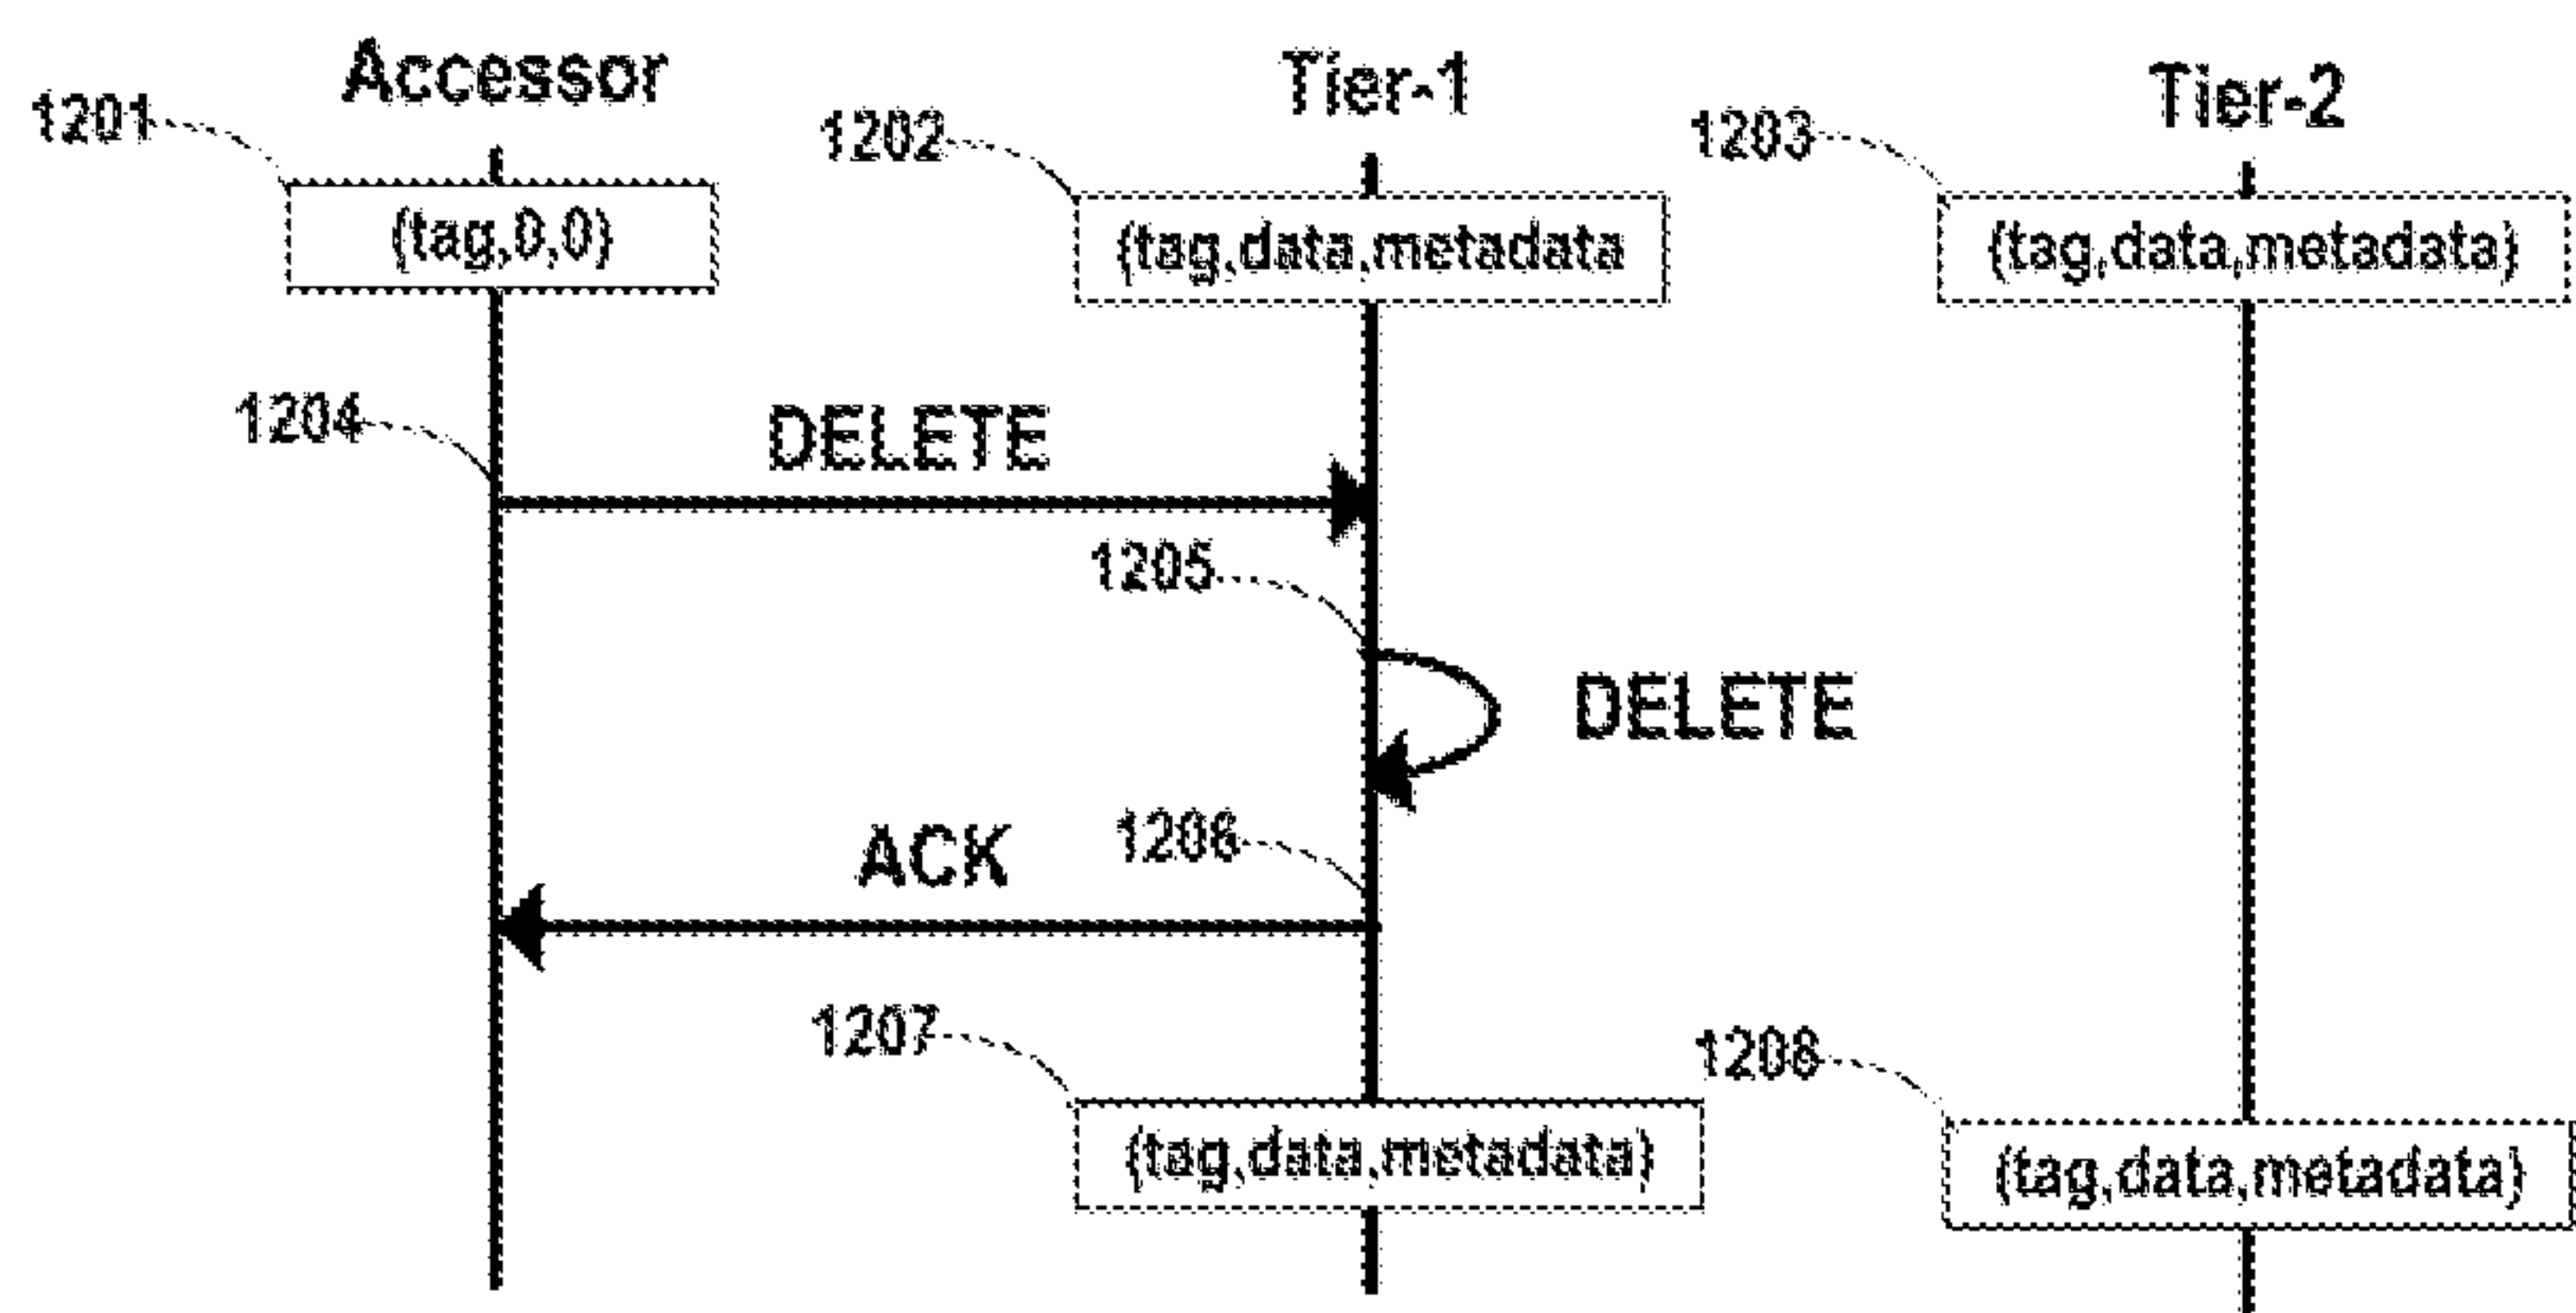 Accessor
Tier-1
Tier-2
1201
1202
1203
(tag,0,0)
(tag,data,metadata
(tag,data,metadata)
1204
DELETE
1205
DELETE
ACK
1206
1207
1208
(tag,data,metadata)
(tag,data,metadata)